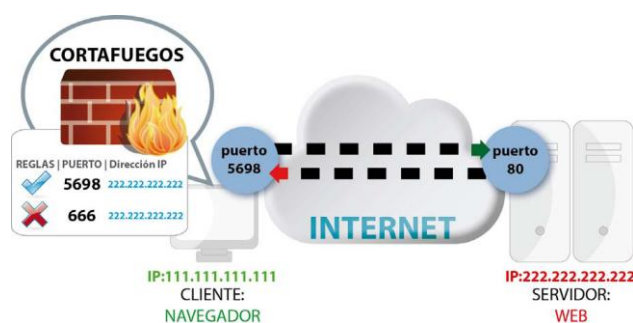 CORTAFUEGOS
REGLAS | PUERTO | Dirección IP
5698 222.222.222.222
666 222.222.222.222
puerto
5698
puerto
80
INTERNET
IP:111.111.111.111
CLIENTE:
NAVEGADOR
IP:222.222.222.222
SERVIDOR:
WEB